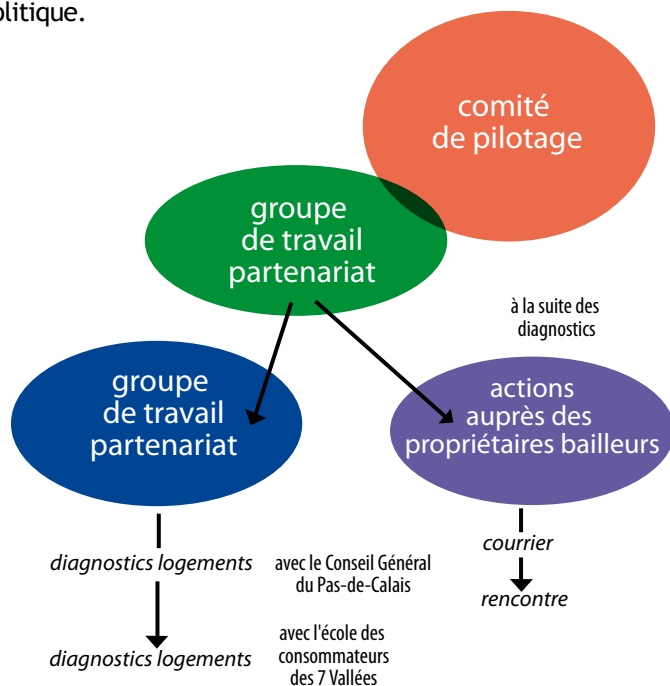 olitique.
comité
de pilotage
groupe
de travail
partenariat
à la suite des
diagnostics
groupe
de travail
partenariat
actions
auprès des
propriétaires bailleurs
diagnostics logements
avec le Conseil Général
du Pas-de-Calais
courrier
rencontre
diagnostics logements
avec l'école des
consommateurs
des 7 Vallées